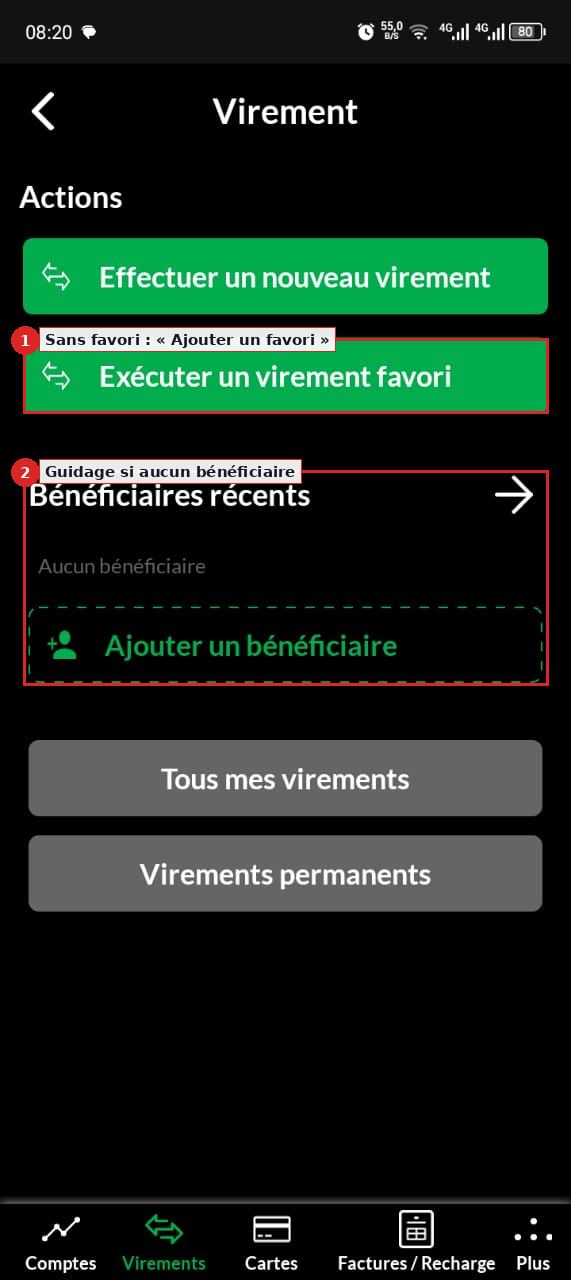 08:20
55,0
B/S
4G
4G
80
Virement
Actions
Effectuer un nouveau virement
1
Sans favori : « Ajouter un favori »
Exécuter un virement favori
2
Guidage si aucun bénéficiaire
Bénéficiaires récents
Aucun bénéficiaire
Ajouter un bénéficiaire
Tous mes virements
Virements permanents
Comptes
Virements
Cartes
Factures / Recharge
Plus